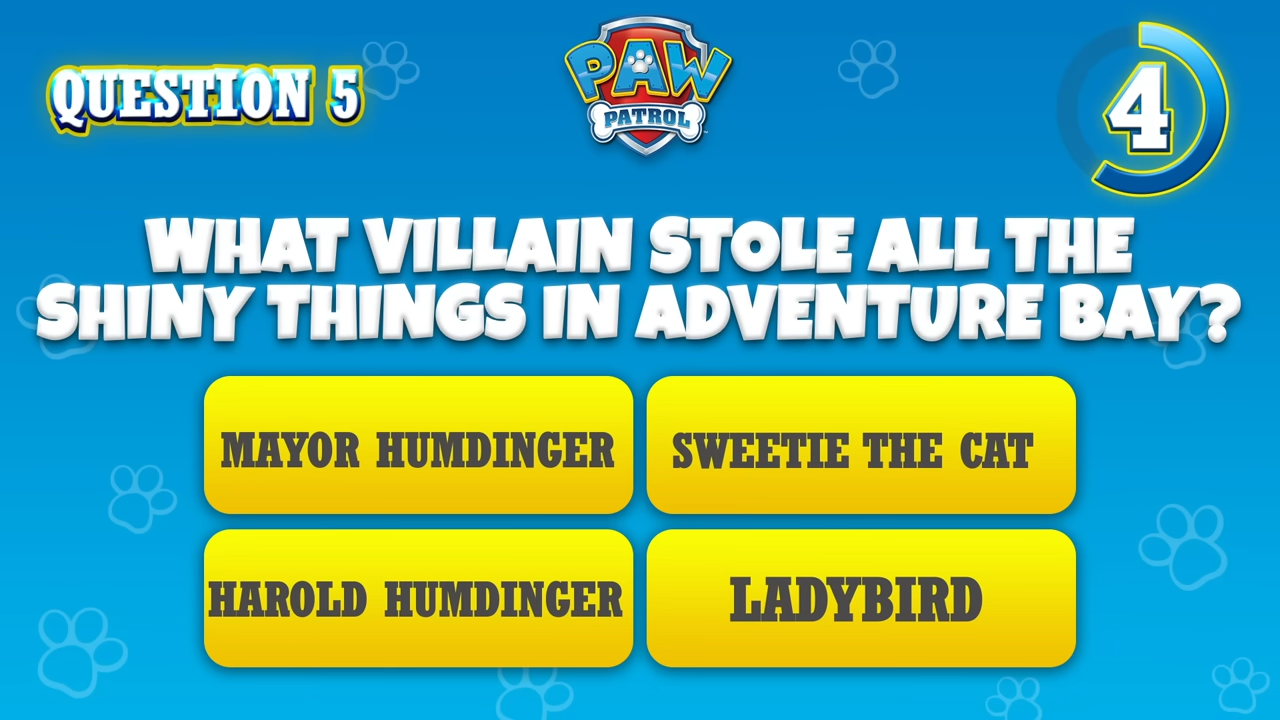 QUESTION 5
PAW
PATROL
4
WHAT VILLAIN STOLE ALL THE
SHINY THINGS IN ADVENTURE BAY?
MAYOR HUMDINGER
SWEETIE THE CAT
HAROLD HUMDINGER
LADYBIRD